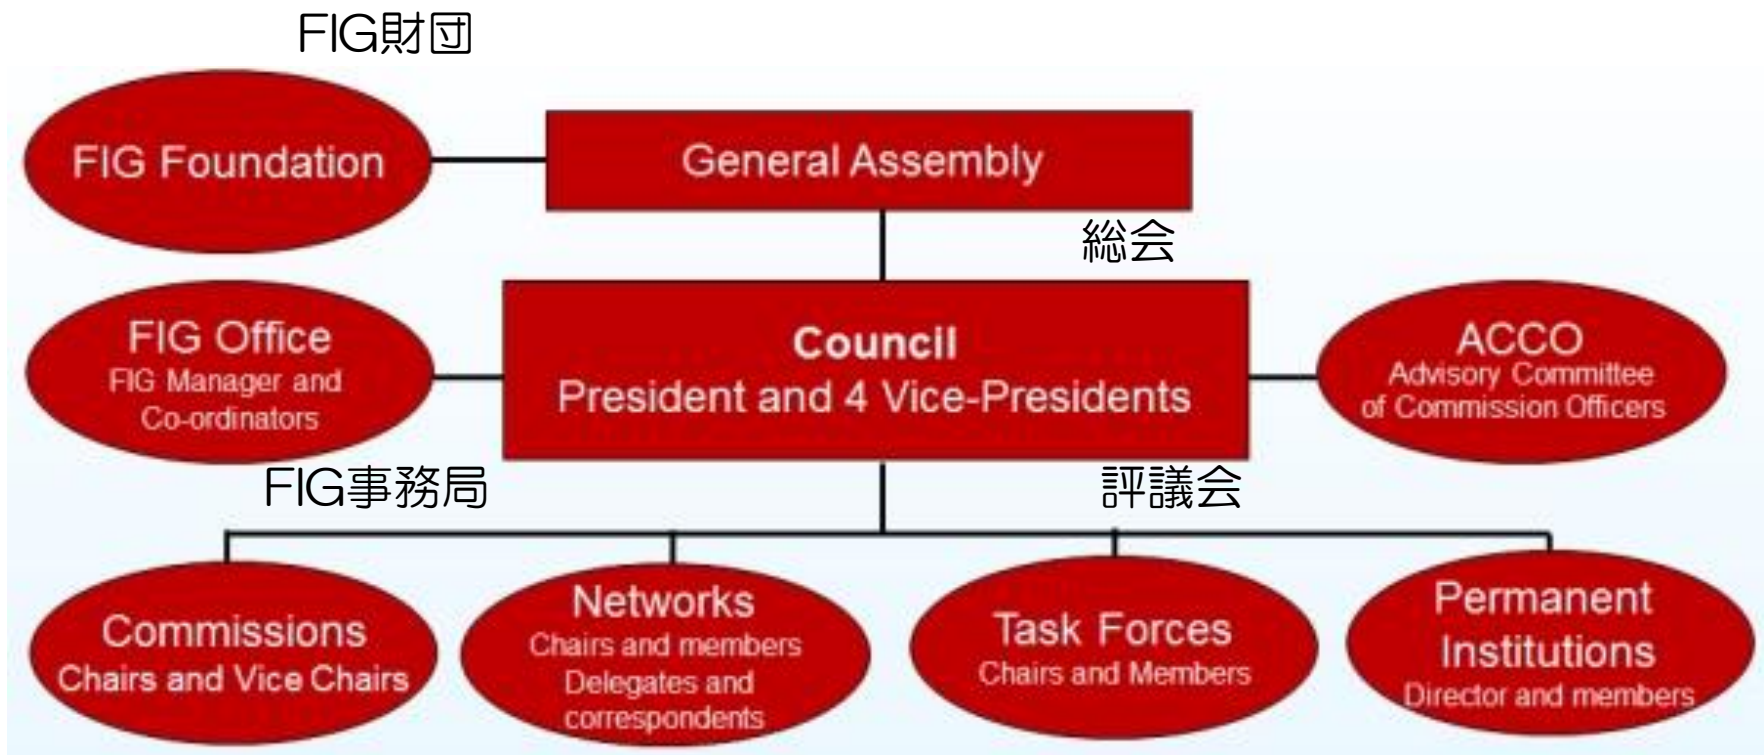 FIG財団
FIG Foundation
General Assembly
総会
FIG Office
FIG Manager and
Co-ordinators
Council
President and 4 Vice-Presidents
ACCO
Advisory Committee
of Commission Officers
FIG事務局
評議会
Commissions
Chairs and Vice Chairs
Networks
Chairs and members
Delegates and
correspondents
Task Forces
Chairs and Members
Permanent
Institutions
Director and members